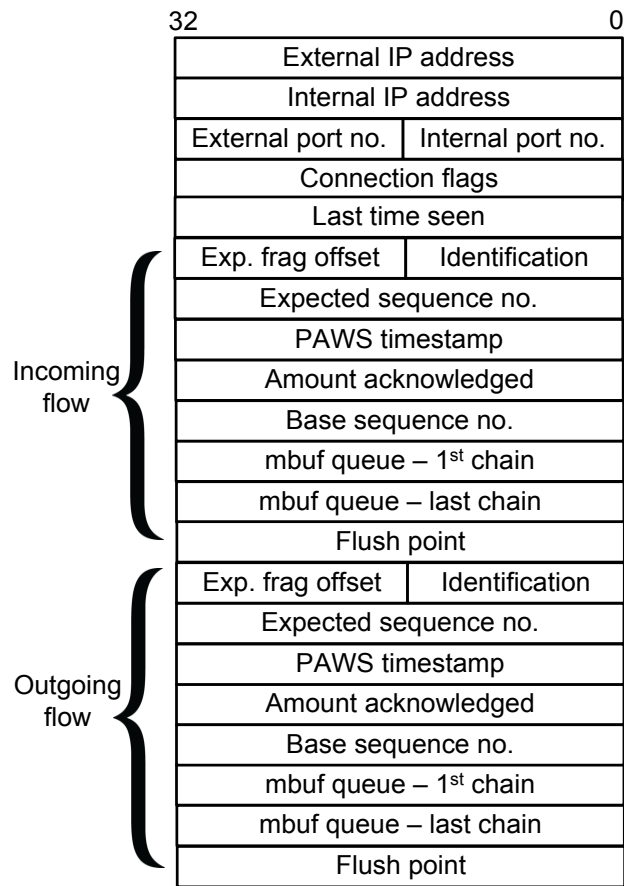 32 0
External IP address
Internal IP address
External port no. Internal port no.
Connection flags
Last time seen
Exp. frag offset Identification
Expected sequence no.
PAWS timestamp
Incoming
flow
Amount acknowledged
Base sequence no.
mbuf queue – 1st chain
mbuf queue – last chain
Flush point
Exp. frag offset Identification
Expected sequence no.
PAWS timestamp
Outgoing
flow
Amount acknowledged
Base sequence no.
mbuf queue – 1st chain
mbuf queue – last chain
Flush point